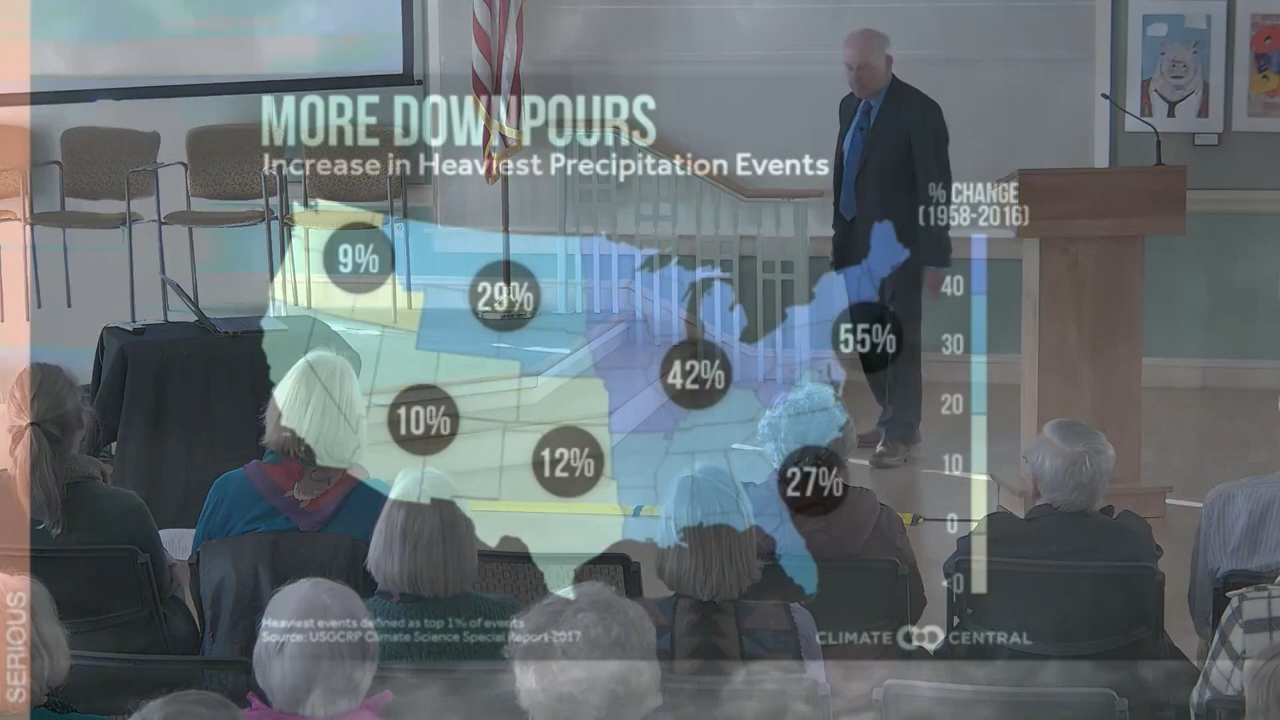 MORE DOWNPOURS
Increase in Heaviest Precipitation Events
% CHANGE
(1958-2016)
9%
29%
55%
42%
10%
12%
27%
40
30
20
10
0
<0
Heaviest events defined as top 1% of events
Source: USGCRP Climate Science Special Report 2017
CLIMATE CENTRAL
SERIOUS